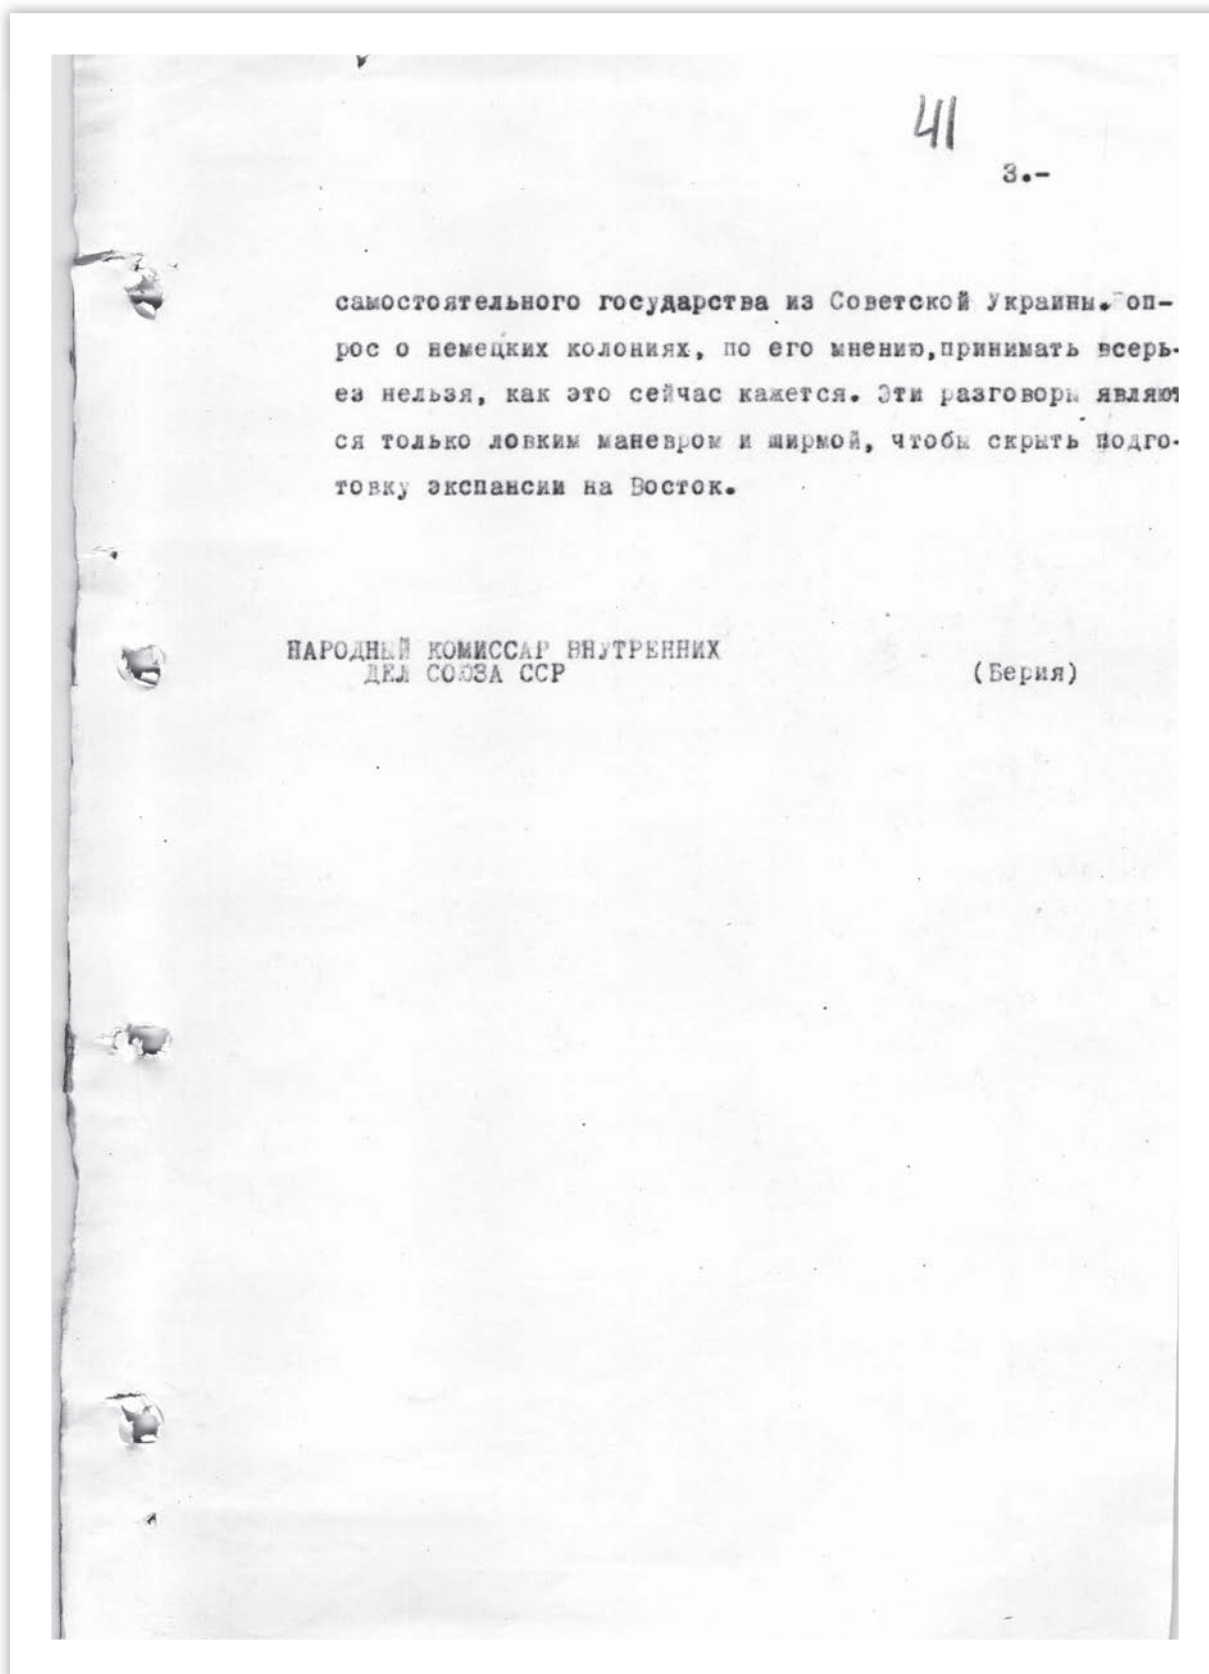 41
3.-
самостоятельного государства из Советской Украины. оп-
рос о немецких колониях, по его мнению,принимать всерь-
ез нельзя, как это сейчас кажется. Эти разговоры являют
ся только ловким маневром и ширмой, чтобы скрыть подго-
товку экспансии на Восток.
НАРОДНЫЙ КОМИССАР ВНУТРЕННИХ
ДЕЛ СОЮЗА ССР
(Берия)